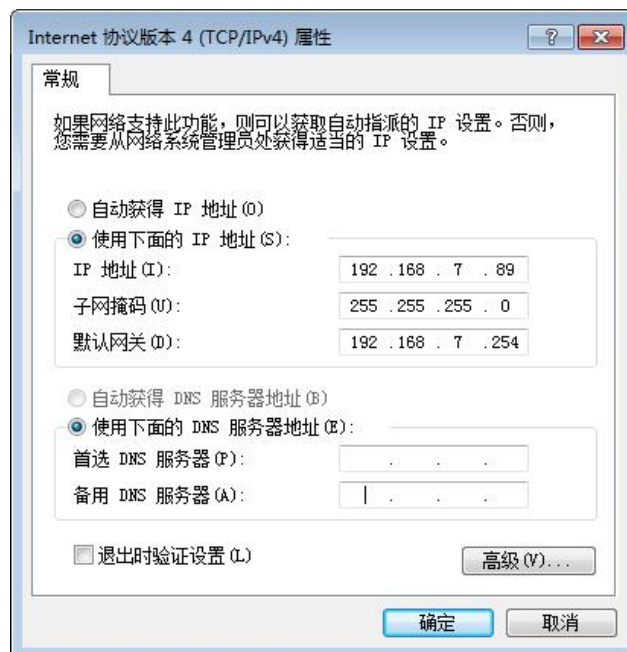 Internet 协议版本 4 (TCP/IPv4) 属性
常规
如果网络支持此功能，则可以获取自动指派的 IP 设置。否则，
您需要从网络系统管理员处获得适当的 IP 设置。
自动获得 IP 地址(O)
使用下面的 IP 地址(S):
IP 地址(I): 192 .168 . 7 . 89
子网掩码(U): 255 .255 .255 . 0
默认网关(D): 192 .168 . 7 .254
自动获得 DNS 服务器地址(B)
使用下面的 DNS 服务器地址(E):
首选 DNS 服务器(P): . . .
备用 DNS 服务器(A): . . .
退出时验证设置(L)
高级(V)...
确定 取消